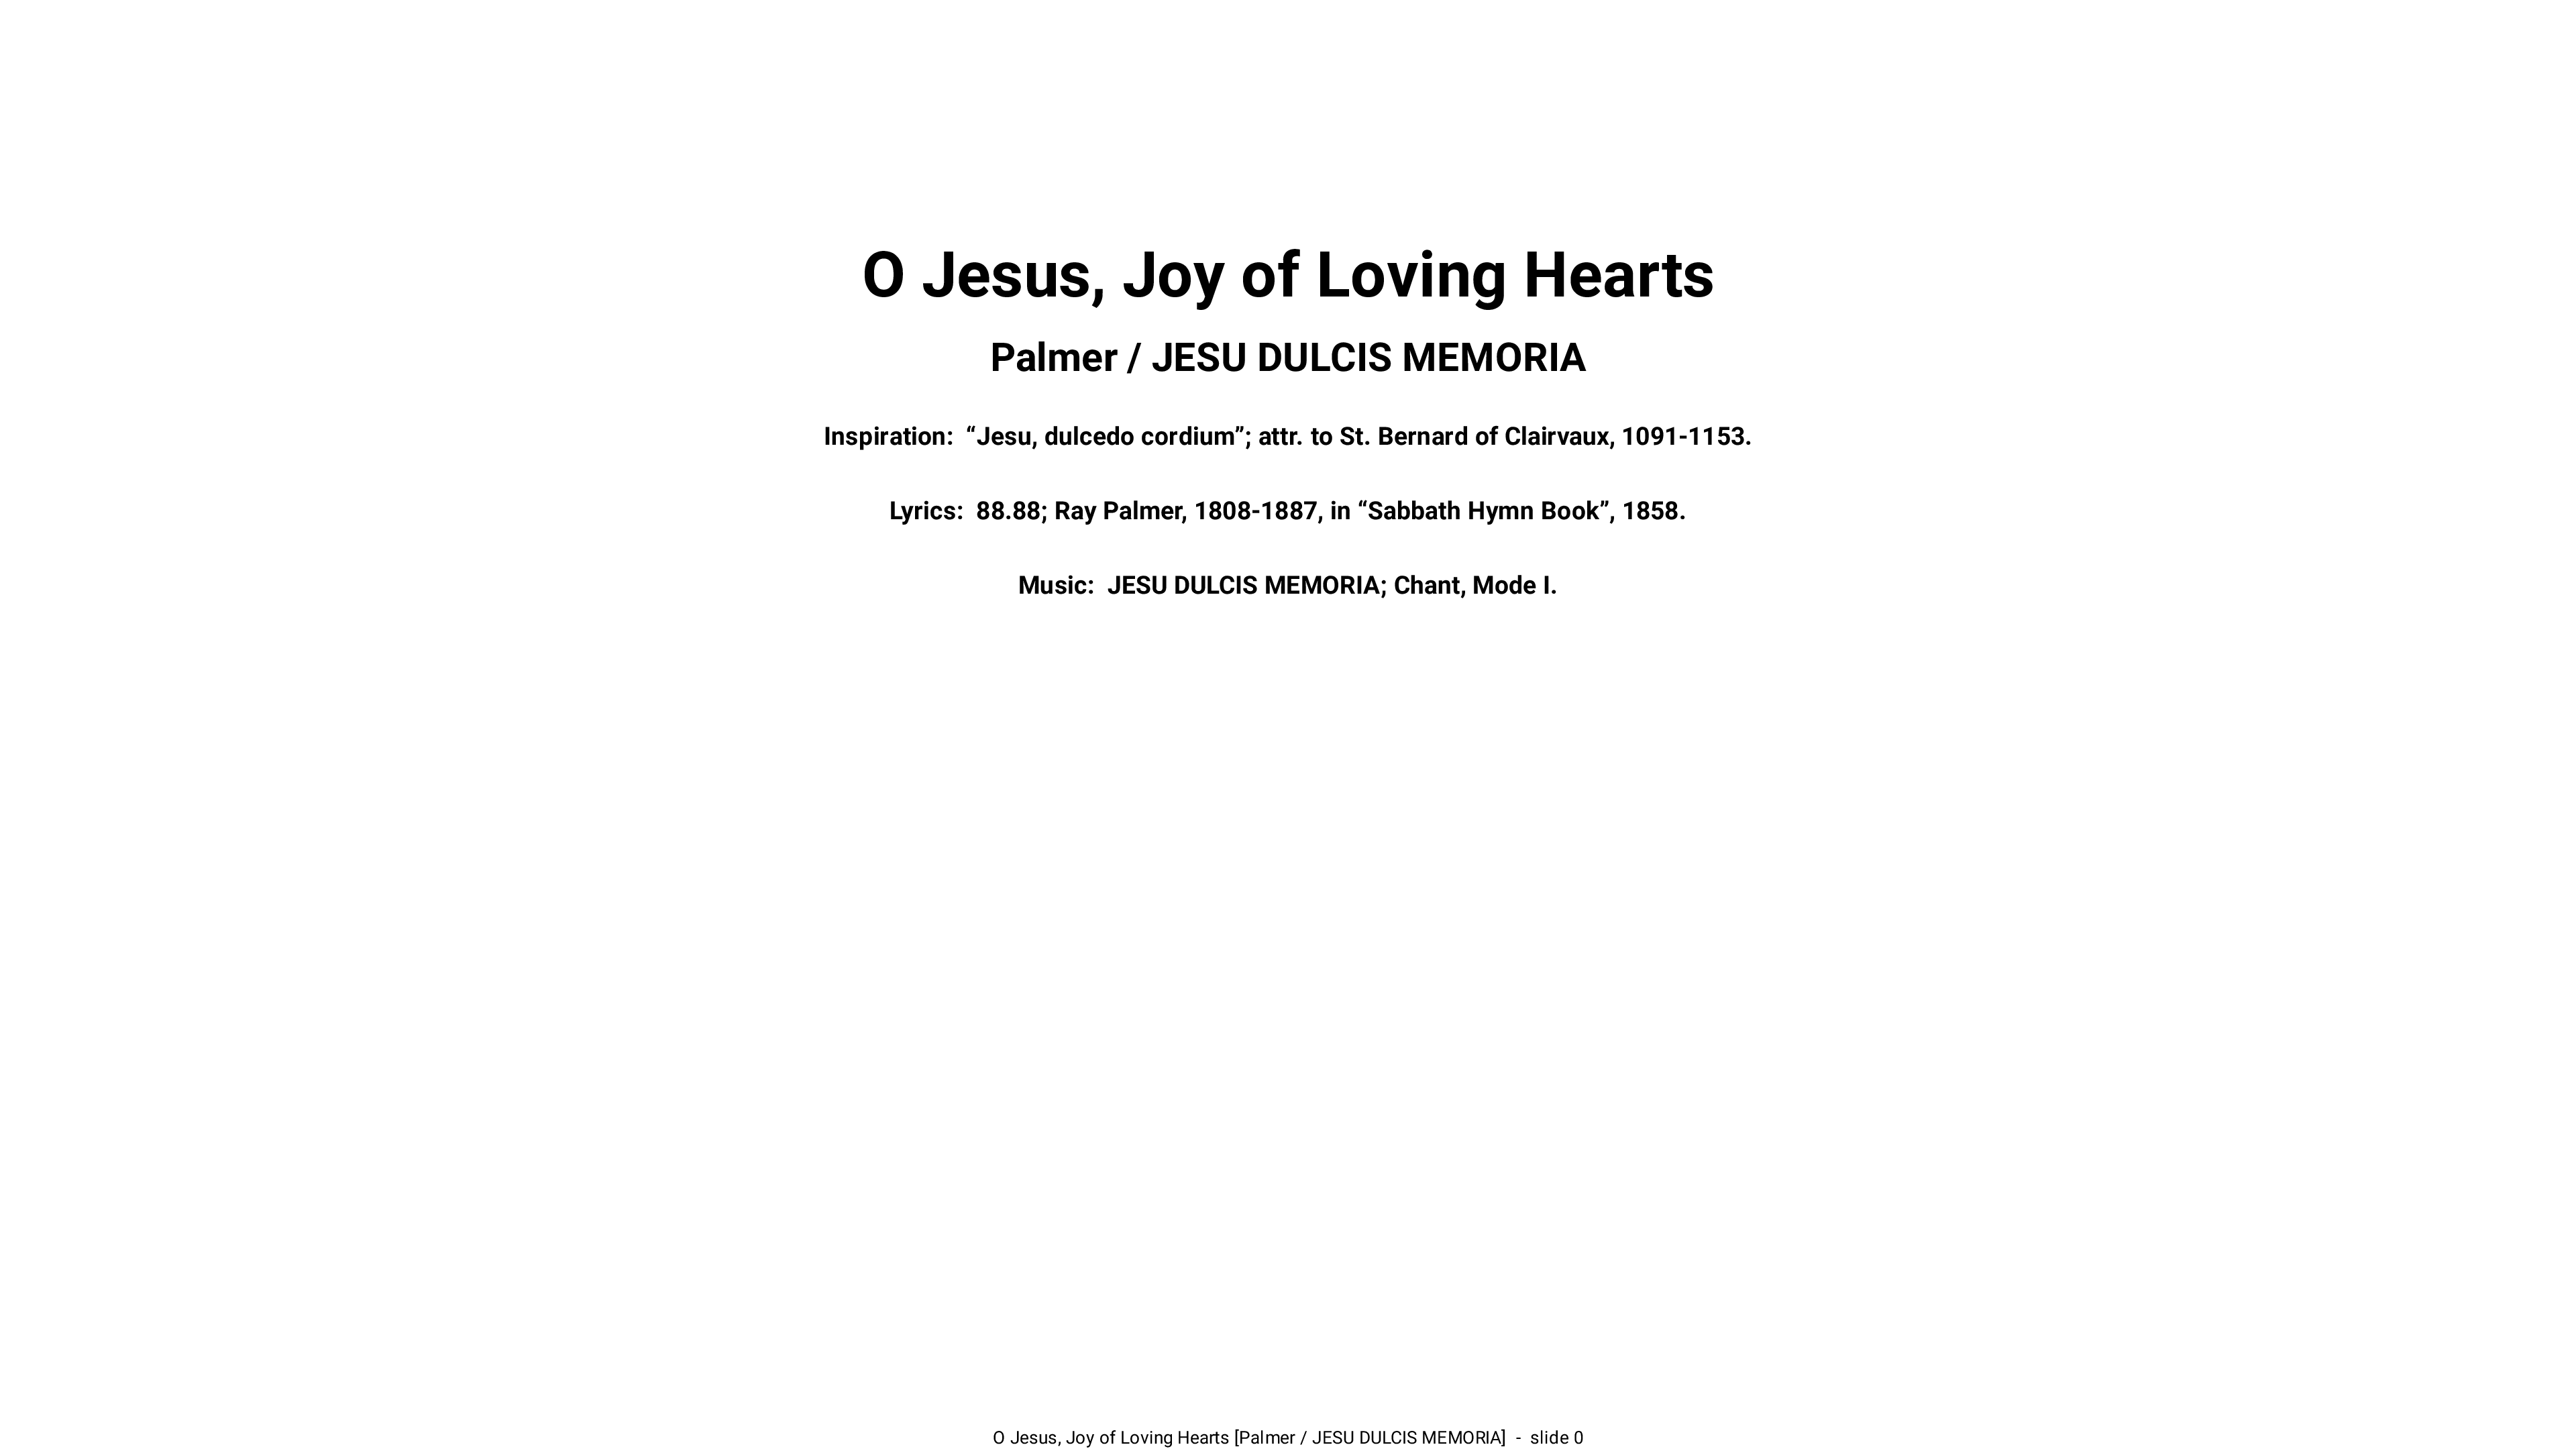 O Jesus, Joy of Loving Hearts
Palmer / JESU DULCIS MEMORIA
Inspiration:  “Jesu, dulcedo cordium”; attr. to St. Bernard of Clairvaux, 1091-1153.
Lyrics:  88.88; Ray Palmer, 1808-1887, in “Sabbath Hymn Book”, 1858.
Music:  JESU DULCIS MEMORIA; Chant, Mode I.
O Jesus, Joy of Loving Hearts [Palmer / JESU DULCIS MEMORIA]  -  slide 0